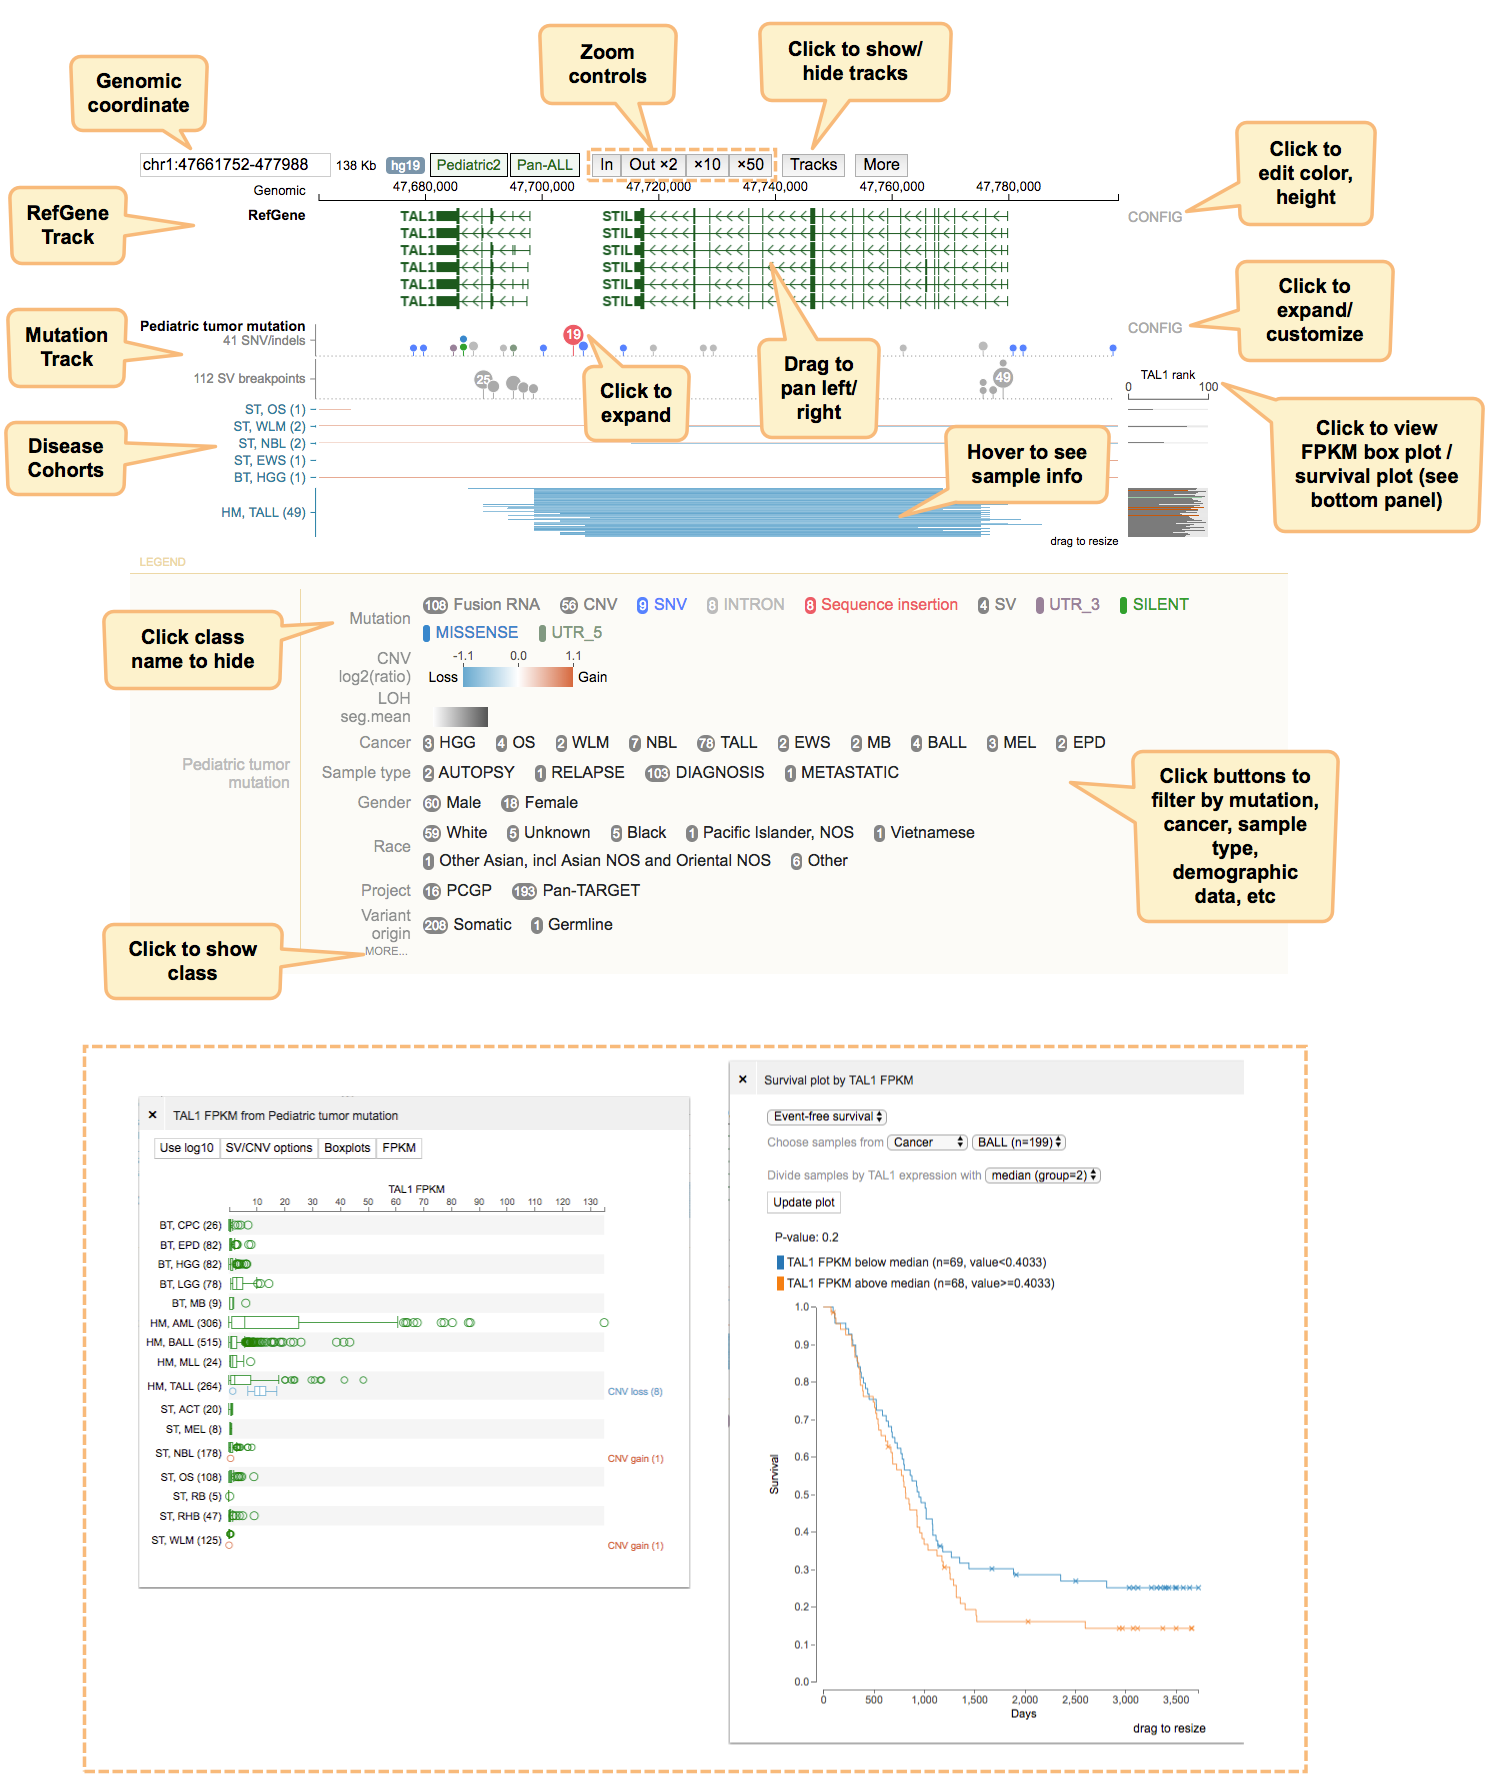 Zoom
controls
Click to show/
hide tracks
Genomic
coordinate
Click to
edit color,
height
chr1:47661752-477988
138 Kb
hg19
Pediatric2
Pan-ALL
In
Out ×2
×10
×50
Tracks
More
Genomic
47,680,000
47,700,000
47,720,000
47,740,000
47,760,000
47,780,000
RefGene
Track
RefGene
CONFIG
TAL1
STIL
TAL1
STIL
TAL1
STIL
TAL1
STIL
TAL1
STIL
TAL1
STIL
Click to
expand/
customize
Mutation
Track
Pediatric tumor mutation
41 SNV/indels
19
CONFIG
Drag to
pan left/
right
Click to
expand
112 SV breakpoints
25
49
TAL1 rank
0
100
Disease
Cohorts
ST, OS (1)
ST, WLM (2)
ST, NBL (2)
ST, EWS (1)
BT, HGG (1)
HM, TALL (49)
Hover to see
sample info
Click to view
FPKM box plot /
survival plot (see
bottom panel)
drag to resize
LEGEND
Click class
name to hide
Mutation
108 Fusion RNA
56 CNV
9 SNV
8 INTRON
8 Sequence insertion
4 SV
UTR_3
SILENT
MISSENSE
UTR_5
CNV
log2(ratio)
-1.1
0.0
1.1
Loss
Gain
LOH
seg.mean
Pediatric tumor
mutation
Cancer
3 HGG
4 OS
2 WLM
7 NBL
78 TALL
2 EWS
2 MB
4 BALL
3 MEL
2 EPD
Sample type
2 AUTOPSY
1 RELAPSE
103 DIAGNOSIS
1 METASTATIC
Gender
60 Male
18 Female
Race
59 White
5 Unknown
5 Black
1 Pacific Islander, NOS
1 Vietnamese
1 Other Asian, incl Asian NOS and Oriental NOS
6 Other
Project
16 PCGP
193 Pan-TARGET
Variant
origin
208 Somatic
1 Germline
MORE...
Click buttons to
filter by mutation,
cancer, sample
type,
demographic
data, etc
Click to show
class
× TAL1 FPKM from Pediatric tumor mutation
Use log10
SV/CNV options
Boxplots
FPKM
TAL1 FPKM
10 20 30 40 50 60 70 80 90 100 110 120 130
BT, CPC (26)
BT, EPD (82)
BT, HGG (82)
BT, LGG (78)
BT, MB (9)
HM, AML (306)
HM, BALL (515)
HM, MLL (24)
HM, TALL (264)
CNV loss (8)
ST, ACT (20)
ST, MEL (8)
ST, NBL (178)
CNV gain (1)
ST, OS (108)
ST, RB (5)
ST, RHB (47)
ST, WLM (125)
CNV gain (1)
× Survival plot by TAL1 FPKM
Event-free survival
Choose samples from Cancer BALL (n=199)
Divide samples by TAL1 expression with median (group=2)
Update plot
P-value: 0.2
TAL1 FPKM below median (n=69, value<0.4033)
TAL1 FPKM above median (n=68, value>=0.4033)
1.0
0.9
0.8
0.7
0.6
0.5
0.4
0.3
0.2
0.1
0.0
Survival
0 500 1,000 1,500 2,000 2,500 3,000 3,500
Days
drag to resize